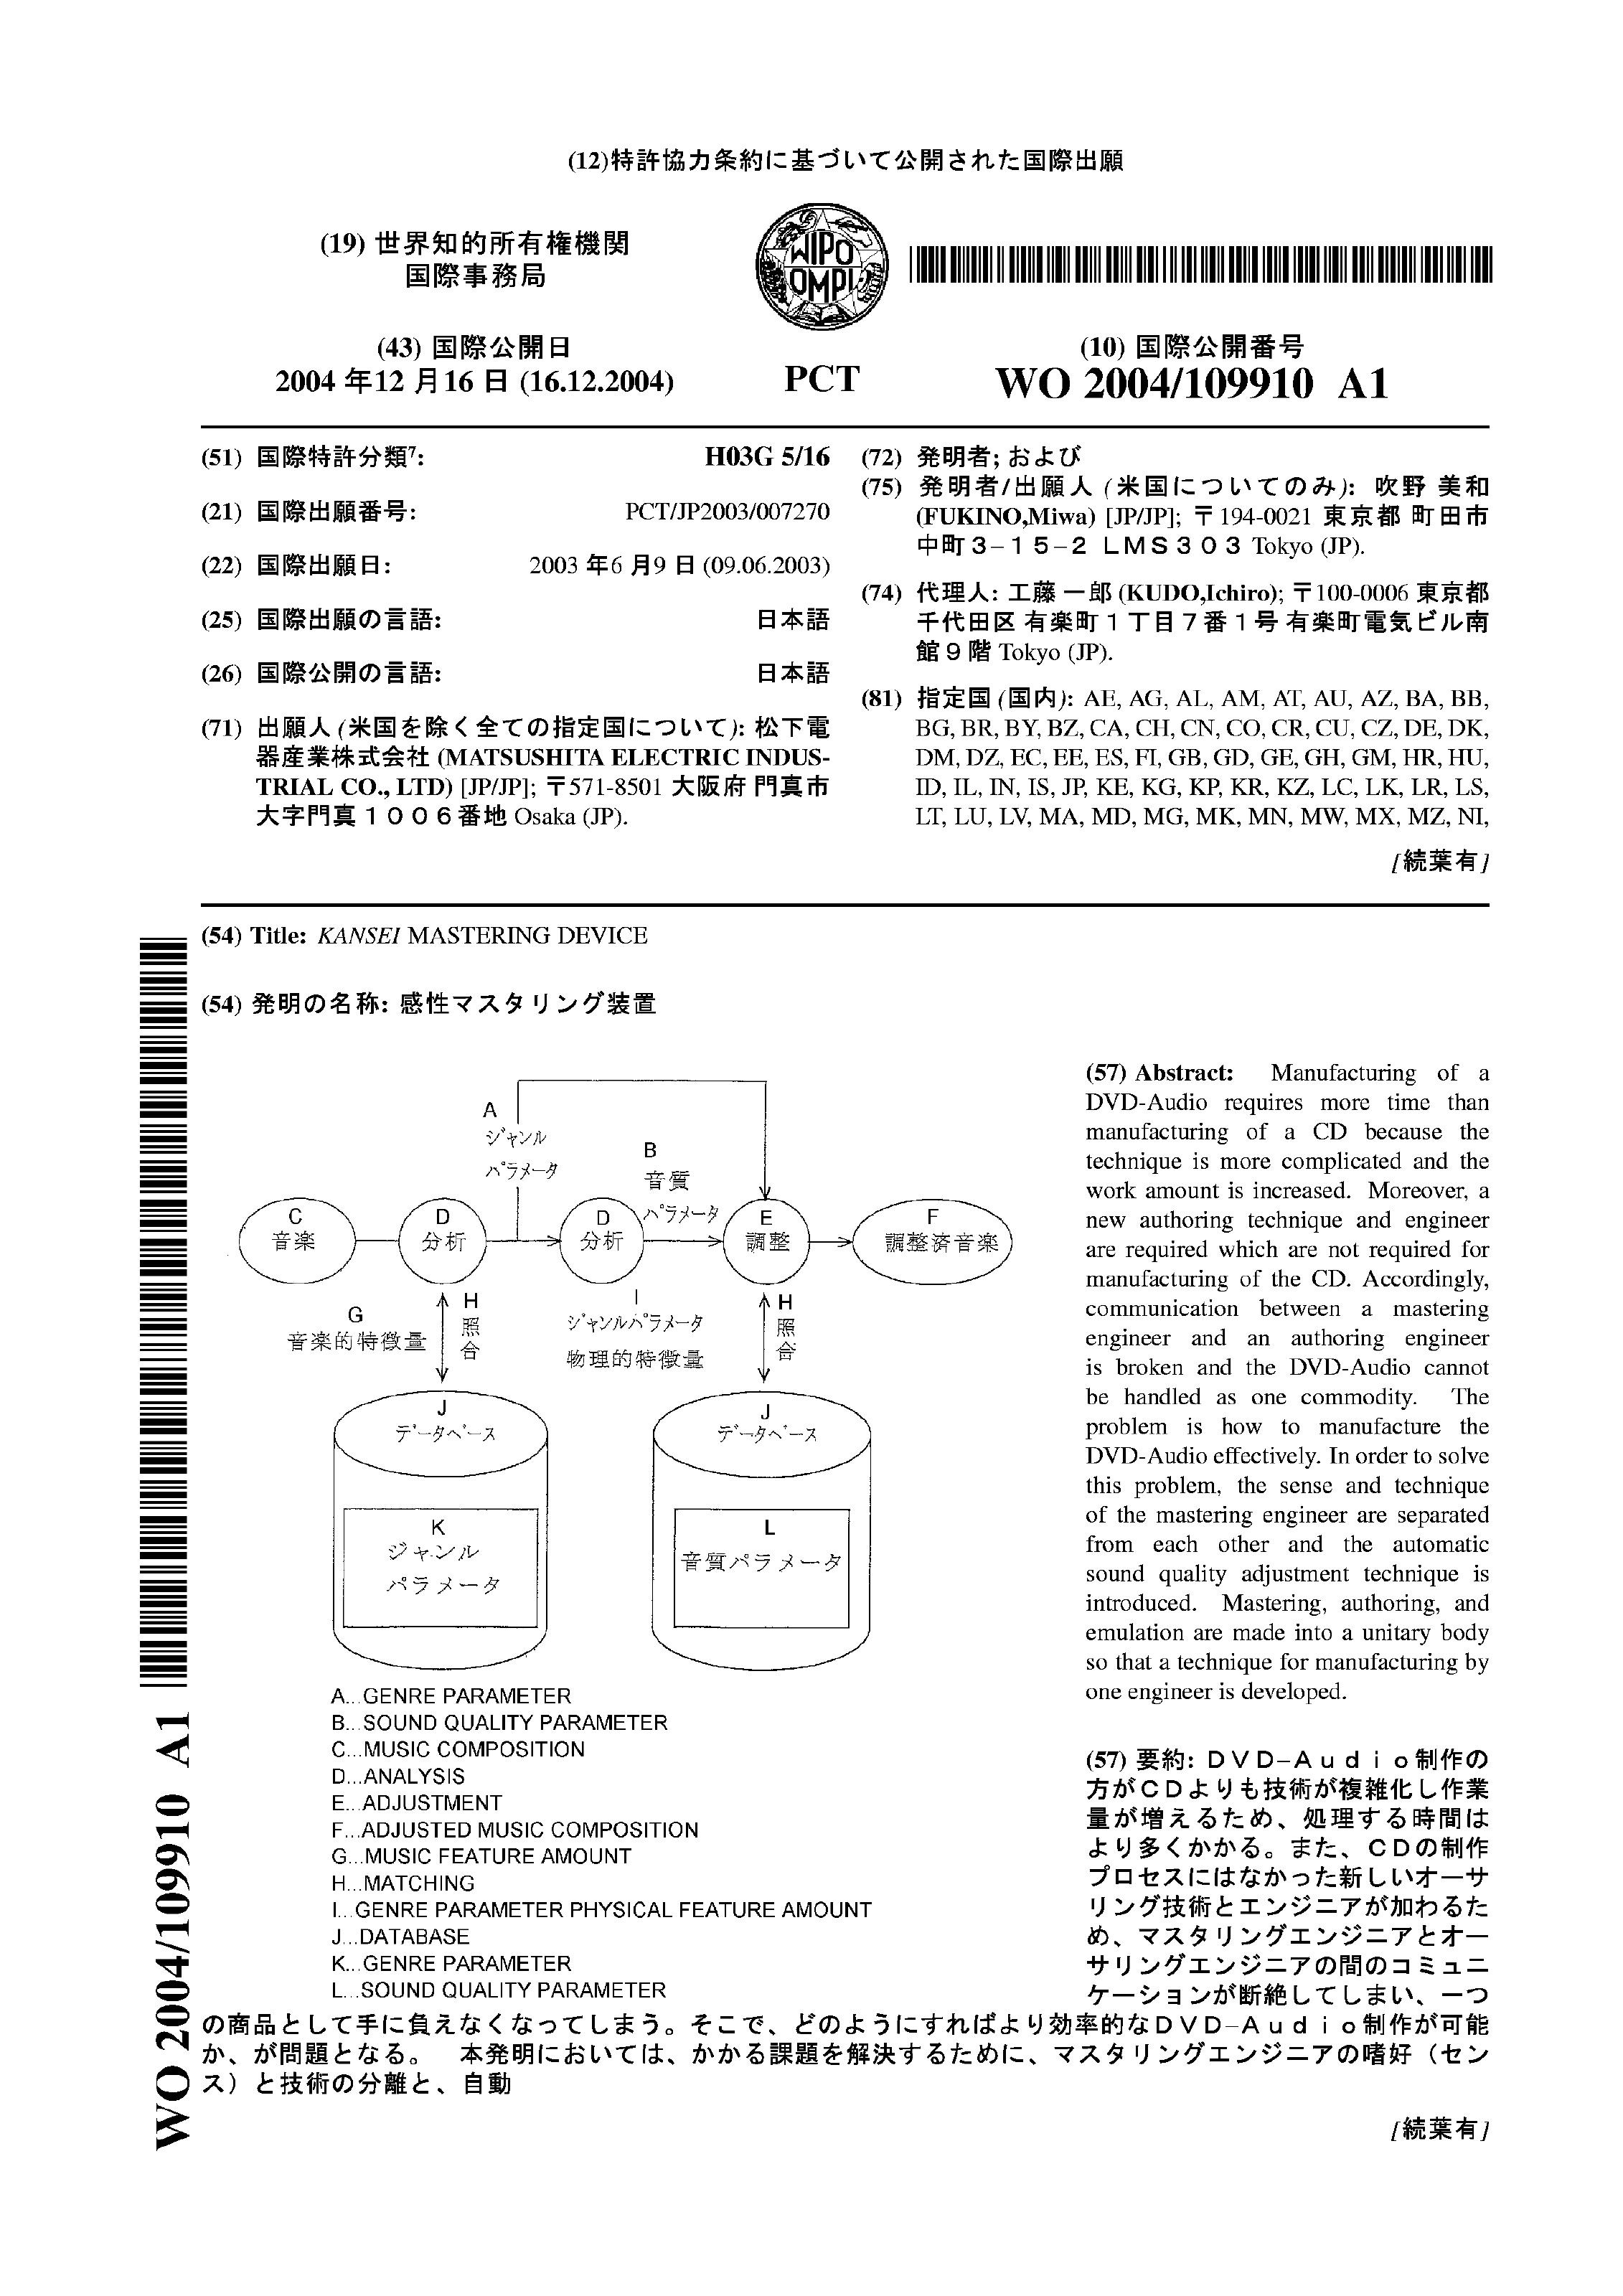 (12)特許協力条約に基づいて公開された国際出願
(19) 世界知的所有権機関
国際事務局
WIPO
OMPI
(43) 国際公開日
2004 年12 月16 日 (16.12.2004)
PCT
(10) 国際公開番号
WO 2004/109910 A1
(51) 国際特許分類7: H03G 5/16
(21) 国際出願番号: PCT/JP2003/007270
(22) 国際出願日: 2003 年6 月9 日 (09.06.2003)
(25) 国際出願の言語: 日本語
(26) 国際公開の言語: 日本語
(71) 出願人 (米国を除く全ての指定国について): 松下電
器産業株式会社 (MATSUSHITA ELECTRIC INDUS-
TRIAL CO., LTD) [JP/JP]; 〒571-8501 大阪府 門真市
大字門真1006番地 Osaka (JP).
(72) 発明者; および
(75) 発明者/出願人 (米国についてのみ): 吹野 美和
(FUKINO,Miwa) [JP/JP]; 〒194-0021 東京都 町田市
中町3-15-2 LMS303 Tokyo (JP).
(74) 代理人: 工藤 一郎 (KUDO,Ichiro); 〒100-0006 東京都
千代田区 有楽町1丁目7番1号 有楽町電気ビル南
館9階 Tokyo (JP).
(81) 指定国 (国内): AE, AG, AL, AM, AT, AU, AZ, BA, BB,
BG, BR, BY, BZ, CA, CH, CN, CO, CR, CU, CZ, DE, DK,
DM, DZ, EC, EE, ES, FI, GB, GD, GE, GH, GM, HR, HU,
ID, IL, IN, IS, JP, KE, KG, KP, KR, KZ, LC, LK, LR, LS,
LT, LU, LV, MA, MD, MG, MK, MN, MW, MX, MZ, NI,
[続葉有]
(54) Title: KANSEI MASTERING DEVICE
(54) 発明の名称: 感性マスタリング装置
A
ジャンル
パラメータ
B
音質
パラメータ
C
音楽
D
分析
D
分析
E
調整
F
調整済音楽
G
音楽的特徴量
H
照
合
I
ジャンルパラメータ
物理的特徴量
H
照
合
J
データベース
J
データベース
K
ジャンル
パラメータ
L
音質パラメータ
A...GENRE PARAMETER
B...SOUND QUALITY PARAMETER
C...MUSIC COMPOSITION
D...ANALYSIS
E...ADJUSTMENT
F...ADJUSTED MUSIC COMPOSITION
G...MUSIC FEATURE AMOUNT
H...MATCHING
I...GENRE PARAMETER PHYSICAL FEATURE AMOUNT
J...DATABASE
K...GENRE PARAMETER
L...SOUND QUALITY PARAMETER
(57) Abstract: Manufacturing of a
DVD-Audio requires more time than
manufacturing of a CD because the
technique is more complicated and the
work amount is increased. Moreover, a
new authoring technique and engineer
are required which are not required for
manufacturing of the CD. Accordingly,
communication between a mastering
engineer and an authoring engineer
is broken and the DVD-Audio cannot
be handled as one commodity. The
problem is how to manufacture the
DVD-Audio effectively. In order to solve
this problem, the sense and technique
of the mastering engineer are separated
from each other and the automatic
sound quality adjustment technique is
introduced. Mastering, authoring, and
emulation are made into a unitary body
so that a technique for manufacturing by
one engineer is developed.
(57) 要約: DVD-Audio制作の
方がCDよりも技術が複雑化し作業
量が増えるため、処理する時間は
より多くかかる。また、CDの制作
プロセスにはなかった新しいオーサ
リング技術とエンジニアが加わるた
め、マスタリングエンジニアとオー
サリングエンジニアの間のコミュニ
ケーションが断絶してしまい、一つ
の商品として手に負えなくなってしまう。そこで、どのようにすればより効率的なDVD-Audio制作が可能
か、が問題となる。 本発明においては、かかる課題を解決するために、マスタリングエンジニアの嗜好（セン
ス）と技術の分離と、自動
[続葉有]
WO 2004/109910 A1